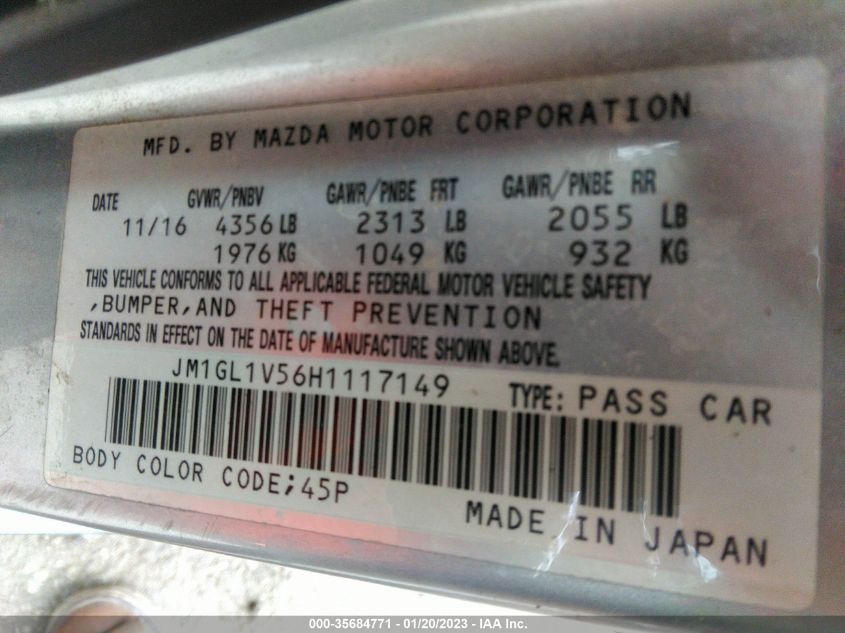 MFD. BY MAZDA MOTOR CORPORATION
DATE GVWR/PNBV GAWR/PNBE FRT GAWR/PNBE RR
11/16 4356 LB 2313 LB 2055 LB
1976 KG 1049 KG 932 KG
THIS VEHICLE CONFORMS TO ALL APPLICABLE FEDERAL MOTOR VEHICLE SAFETY
,BUMPER,AND THEFT PREVENTION
STANDARDS IN EFFECT ON THE DATE OF MANUFACTURE SHOWN ABOVE.
JM1GL1V56H1117149 TYPE: PASS CAR
BODY COLOR CODE;45P
MADE IN JAPAN
000-35684771 - 01/20/2023 - IAA Inc.